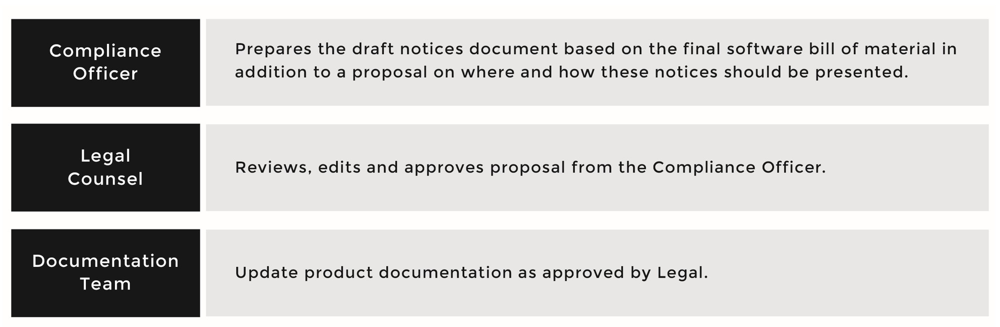 Compliance
Officer
Prepares the draft notices document based on the final software bill of material in
addition to a proposal on where and how these notices should be presented.
Legal
Counsel
Reviews, edits and approves proposal from the Compliance Officer.
Documentation
Team
Update product documentation as approved by Legal.